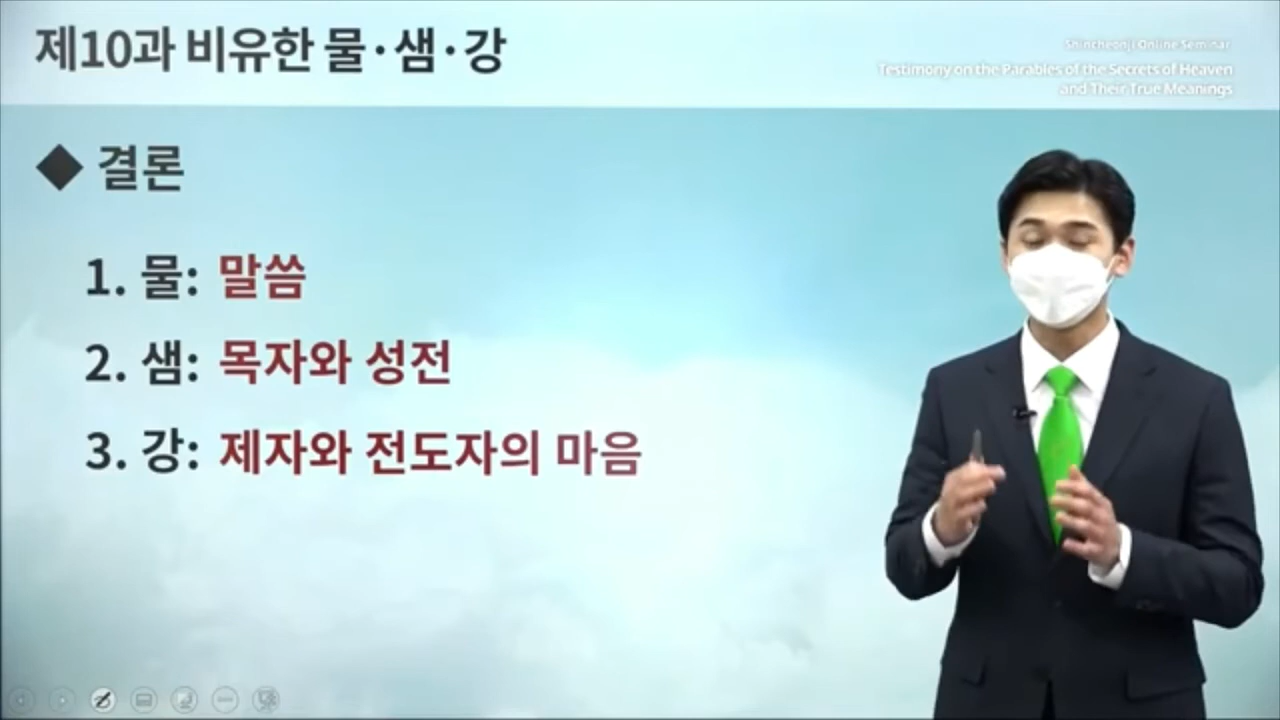 제10과 비유한 물·샘·강
Shincheonji Online Seminar
Testimony on the Parables of the Secrets of Heaven
and Their True Meanings
◆ 결론
1. 물: 말씀
2. 샘: 목자와 성전
3. 강: 제자와 전도자의 마음